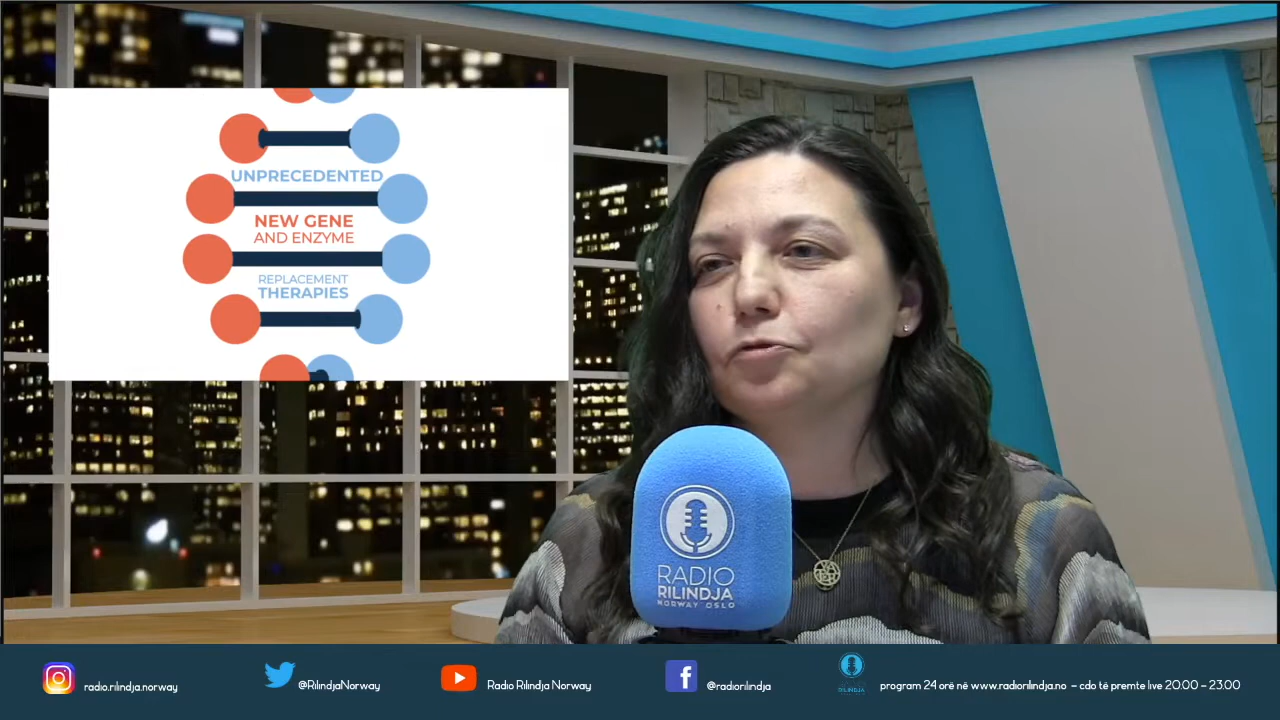 UNPRECEDENTED
NEW GENE
AND ENZYME
REPLACEMENT
THERAPIES
RADIO
RILINDJA
NORWAY OSLO
radio.rilindja.norway
@RilindjaNorway
Radio Rilindja Norway
@radiorilindja
RILINDJA
program 24 orë në www.radiorilindja.no – cdo të premte live 20.00 – 23.00